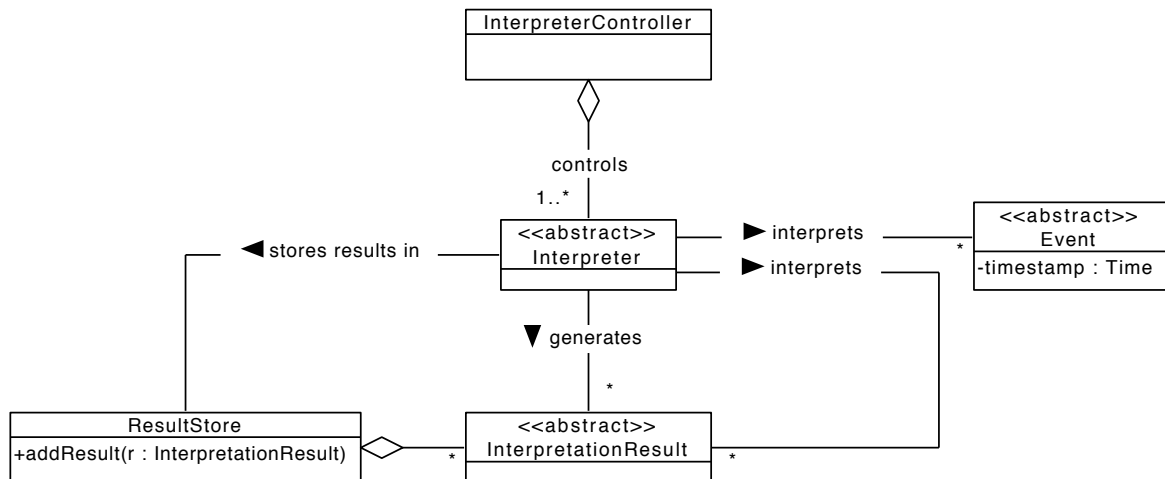 InterpreterController
controls
1..*
<<abstract>>
Interpreter
interprets
*
<<abstract>>
Event
-timestamp : Time
stores results in
interprets
generates
*
ResultStore
+addResult(r : InterpretationResult)
*
<<abstract>>
InterpretationResult
*